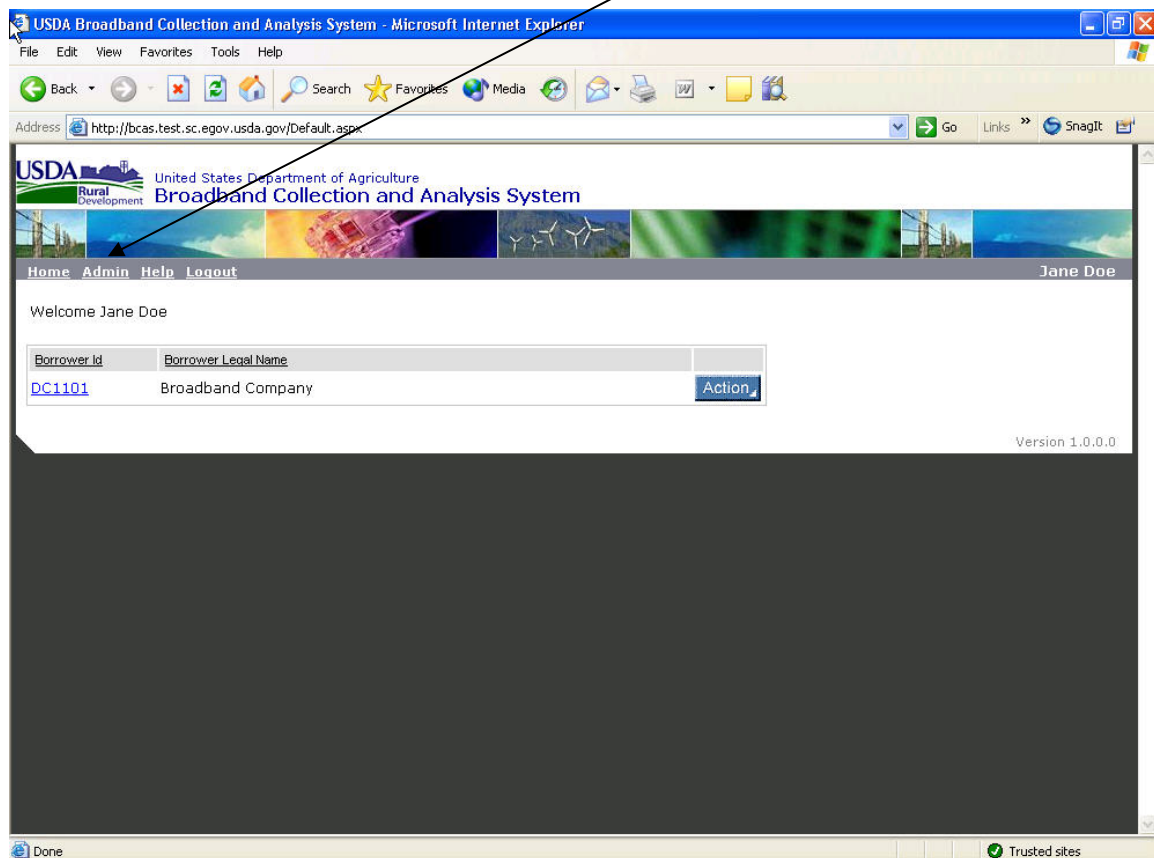 USDA Broadband Collection and Analysis System - Microsoft Internet Explorer
File Edit View Favorites Tools Help
Back Search Favorites Media
Address http://bcas.test.sc.egov.usda.gov/Default.aspx Go Links » SnagIt
USDA Rural Development
United States Department of Agriculture
Broadband Collection and Analysis System
Home Admin Help Logout Jane Doe
Welcome Jane Doe
Borrower Id Borrower Legal Name
DC1101 Broadband Company Action
Version 1.0.0.0
Done Trusted sites